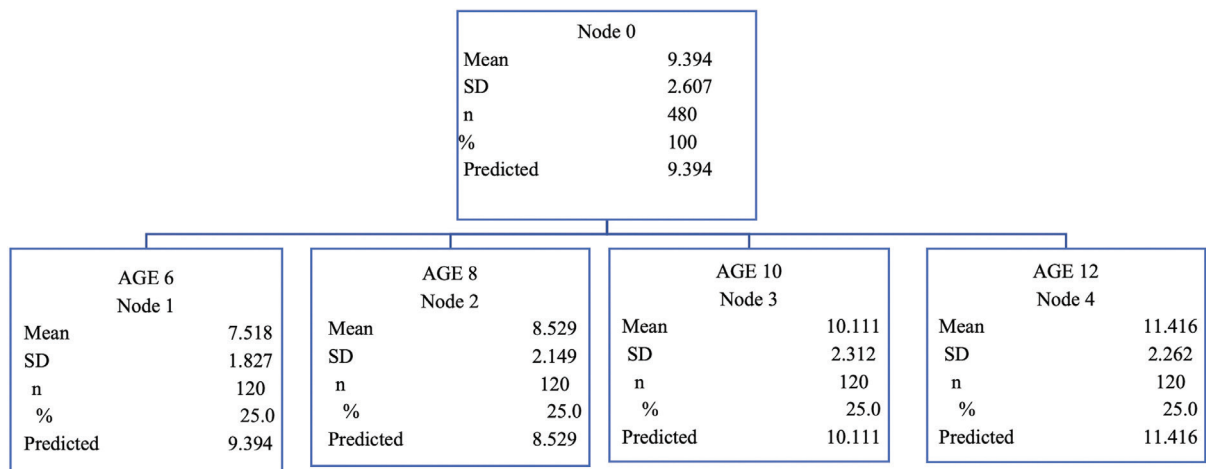 Node 0
Mean 9.394
SD 2.607
n 480
% 100
Predicted 9.394
AGE 6
Node 1
Mean 7.518
SD 1.827
n 120
% 25.0
Predicted 9.394
AGE 8
Node 2
Mean 8.529
SD 2.149
n 120
% 25.0
Predicted 8.529
AGE 10
Node 3
Mean 10.111
SD 2.312
n 120
% 25.0
Predicted 10.111
AGE 12
Node 4
Mean 11.416
SD 2.262
n 120
% 25.0
Predicted 11.416